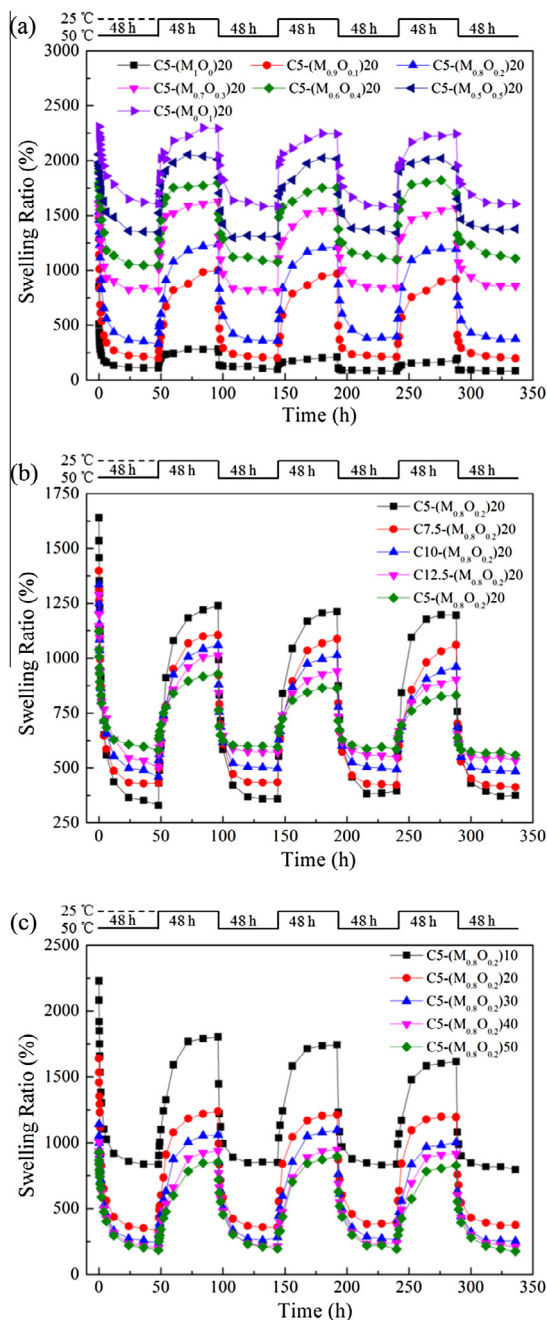 (a)
25 ℃
50 ℃
48 h 48 h 48 h 48 h 48 h 48 h 48 h
C5-(M1O0)20 C5-(M0.9O0.1)20 C5-(M0.8O0.2)20
C5-(M0.7O0.3)20 C5-(M0.6O0.4)20 C5-(M0.5O0.5)20
C5-(M0O1)20
Swelling Ratio (%)
3000
2500
2000
1500
1000
500
0
0 50 100 150 200 250 300 350
Time (h)
(b)
25 ℃
50 ℃
48 h 48 h 48 h 48 h 48 h 48 h 48 h
C5-(M0.8O0.2)20
C7.5-(M0.8O0.2)20
C10-(M0.8O0.2)20
C12.5-(M0.8O0.2)20
C5-(M0.8O0.2)20
Swelling Ratio (%)
1750
1500
1250
1000
750
500
250
0 50 100 150 200 250 300 350
Time (h)
(c)
25 ℃
50 ℃
48 h 48 h 48 h 48 h 48 h 48 h 48 h
C5-(M0.8O0.2)10
C5-(M0.8O0.2)20
C5-(M0.8O0.2)30
C5-(M0.8O0.2)40
C5-(M0.8O0.2)50
Swelling Ratio (%)
2500
2000
1500
1000
500
0
0 50 100 150 200 250 300 350
Time (h)